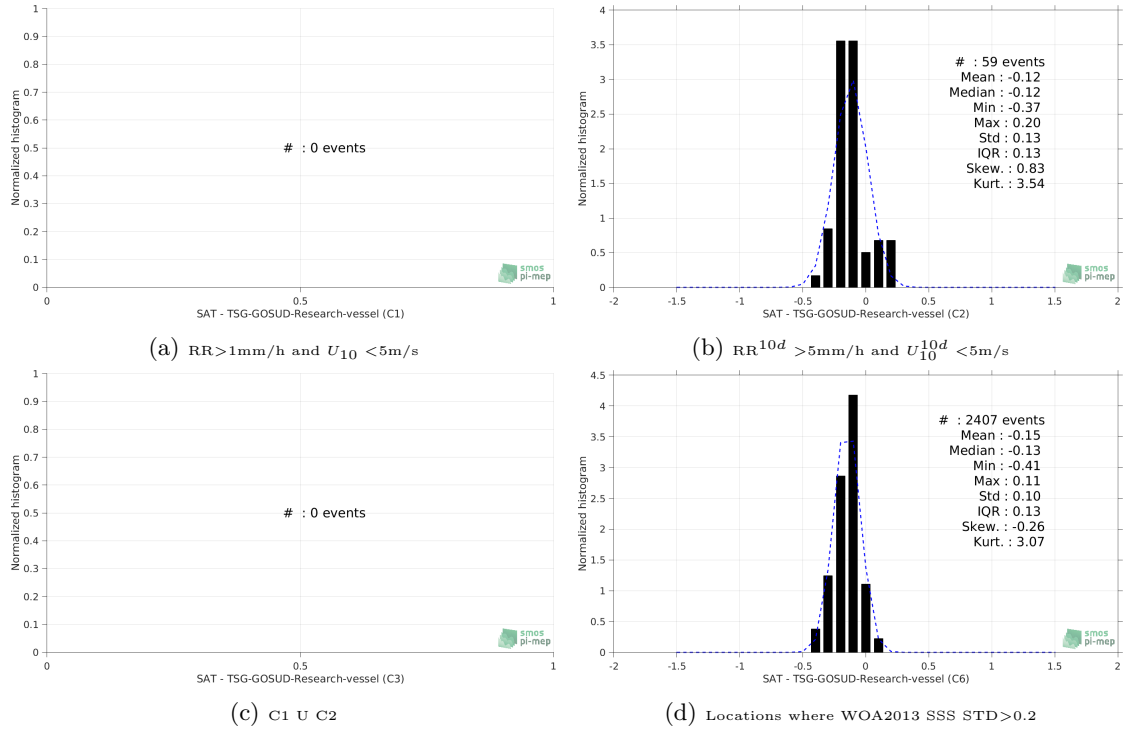 1
0.9
0.8
0.7
0.6
0.5
0.4
0.3
0.2
0.1
0
0 0.5 1
Normalized histogram
# : 0 events
smos
pi-mep
SAT - TSG-GOSUD-Research-vessel (C1)
(a) RR>1mm/h and U10 <5m/s
4
3.5
3
2.5
2
1.5
1
0.5
0
-2 -1.5 -1 -0.5 0 0.5 1 1.5 2
Normalized histogram
# : 59 events
Mean : -0.12
Median : -0.12
Min : -0.37
Max : 0.20
Std : 0.13
IQR : 0.13
Skew. : 0.83
Kurt. : 3.54
smos
pi-mep
SAT - TSG-GOSUD-Research-vessel (C2)
(b) RR^10d >5mm/h and U10^10d <5m/s
1
0.9
0.8
0.7
0.6
0.5
0.4
0.3
0.2
0.1
0
0 0.5 1
Normalized histogram
# : 0 events
smos
pi-mep
SAT - TSG-GOSUD-Research-vessel (C3)
(c) C1 U C2
4.5
4
3.5
3
2.5
2
1.5
1
0.5
0
-2 -1.5 -1 -0.5 0 0.5 1 1.5 2
Normalized histogram
# : 2407 events
Mean : -0.15
Median : -0.13
Min : -0.41
Max : 0.11
Std : 0.10
IQR : 0.13
Skew. : -0.26
Kurt. : 3.07
smos
pi-mep
SAT - TSG-GOSUD-Research-vessel (C6)
(d) Locations where WOA2013 SSS STD>0.2